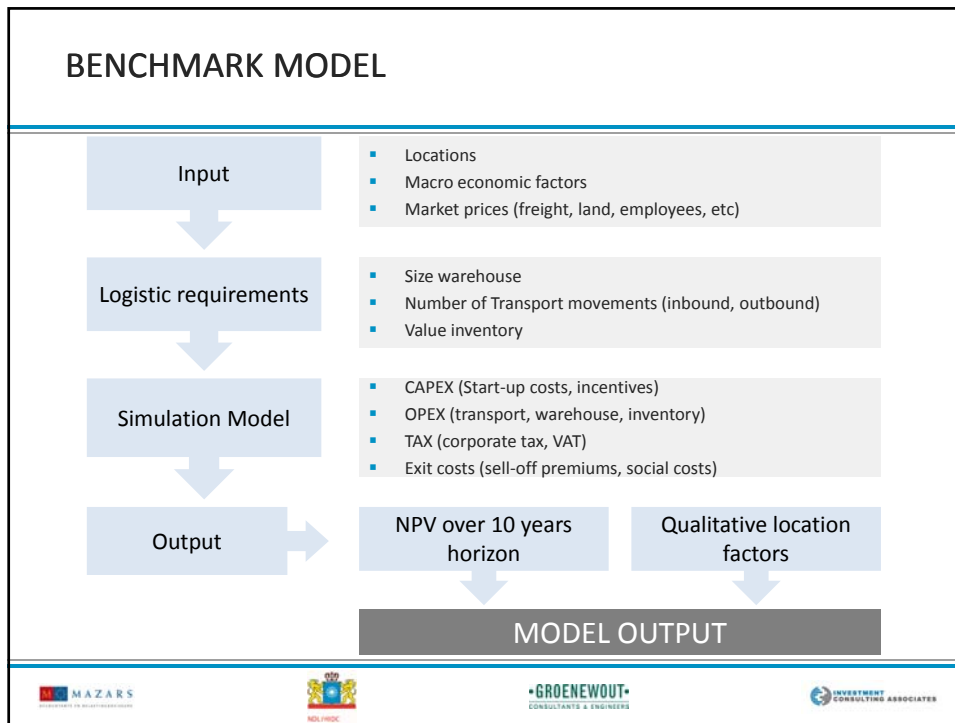 BENCHMARK MODEL
Input
▪ Locations
▪ Macro economic factors
▪ Market prices (freight, land, employees, etc)
Logistic requirements
▪ Size warehouse
▪ Number of Transport movements (inbound, outbound)
▪ Value inventory
Simulation Model
▪ CAPEX (Start-up costs, incentives)
▪ OPEX (transport, warehouse, inventory)
▪ TAX (corporate tax, VAT)
▪ Exit costs (sell-off premiums, social costs)
Output
NPV over 10 years
horizon
Qualitative location
factors
MODEL OUTPUT
MAZARS
NDL/HIDC
•GROENEWOUT•
CONSULTANTS & ENGINEERS
INVESTMENT
CONSULTING ASSOCIATES